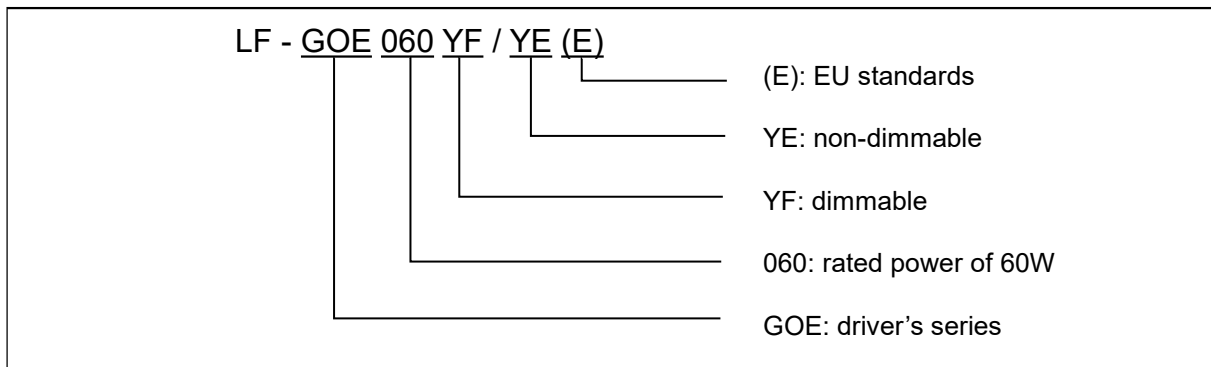 LF - GOE 060 YF / YE (E)
(E): EU standards
YE: non-dimmable
YF: dimmable
060: rated power of 60W
GOE: driver’s series